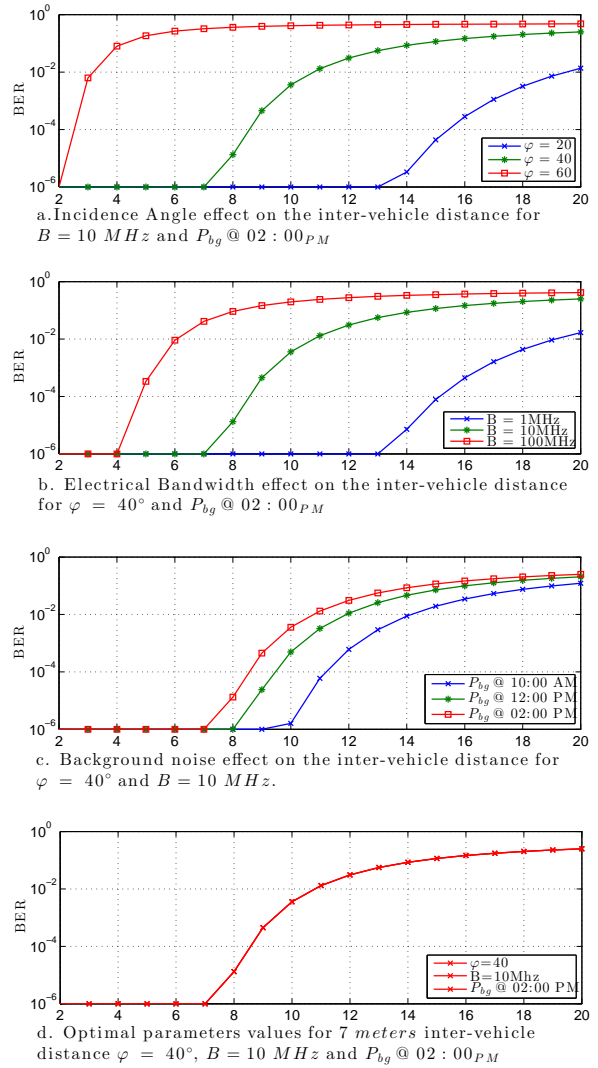 10^0
10^−2
10^−4
10^−6
BER
φ = 20
φ = 40
φ = 60
2 4 6 8 10 12 14 16 18 20
a.Incidence Angle effect on the inter-vehicle distance for
B = 10 MHz and P_bg @ 02 : 00_PM
10^0
10^−2
10^−4
10^−6
BER
B = 1MHz
B = 10MHz
B = 100MHz
2 4 6 8 10 12 14 16 18 20
b. Electrical Bandwidth effect on the inter-vehicle distance
for φ = 40° and P_bg @ 02 : 00_PM
10^0
10^−2
10^−4
10^−6
BER
P_bg @ 10:00 AM
P_bg @ 12:00 PM
P_bg @ 02:00 PM
2 4 6 8 10 12 14 16 18 20
c. Background noise effect on the inter-vehicle distance for
φ = 40° and B = 10 MHz.
10^0
10^−2
10^−4
10^−6
BER
φ=40
B=10Mhz
P_bg @ 02:00 PM
2 4 6 8 10 12 14 16 18 20
d. Optimal parameters values for 7 meters inter-vehicle
distance φ = 40°, B = 10 MHz and P_bg @ 02 : 00_PM